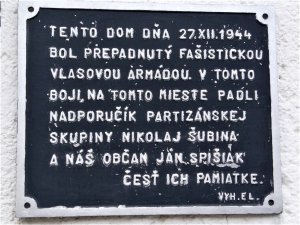 TENTO DOM DŇA 27.XII.1944
BOL PREPADNUTÝ FAŠISTICKOU
VLASOVOU ARMÁDOU. V TOMTO
BOJI, NA TOMTO MIESTE PADLI
NADPORUČÍK PARTIZÁNSKEJ
SKUPINY NIKOLAJ ŠUBINA
A NÁŠ OBČAN JÁN SPIŠIAK
ČESŤ ICH PAMIATKE.
VYH. EL.